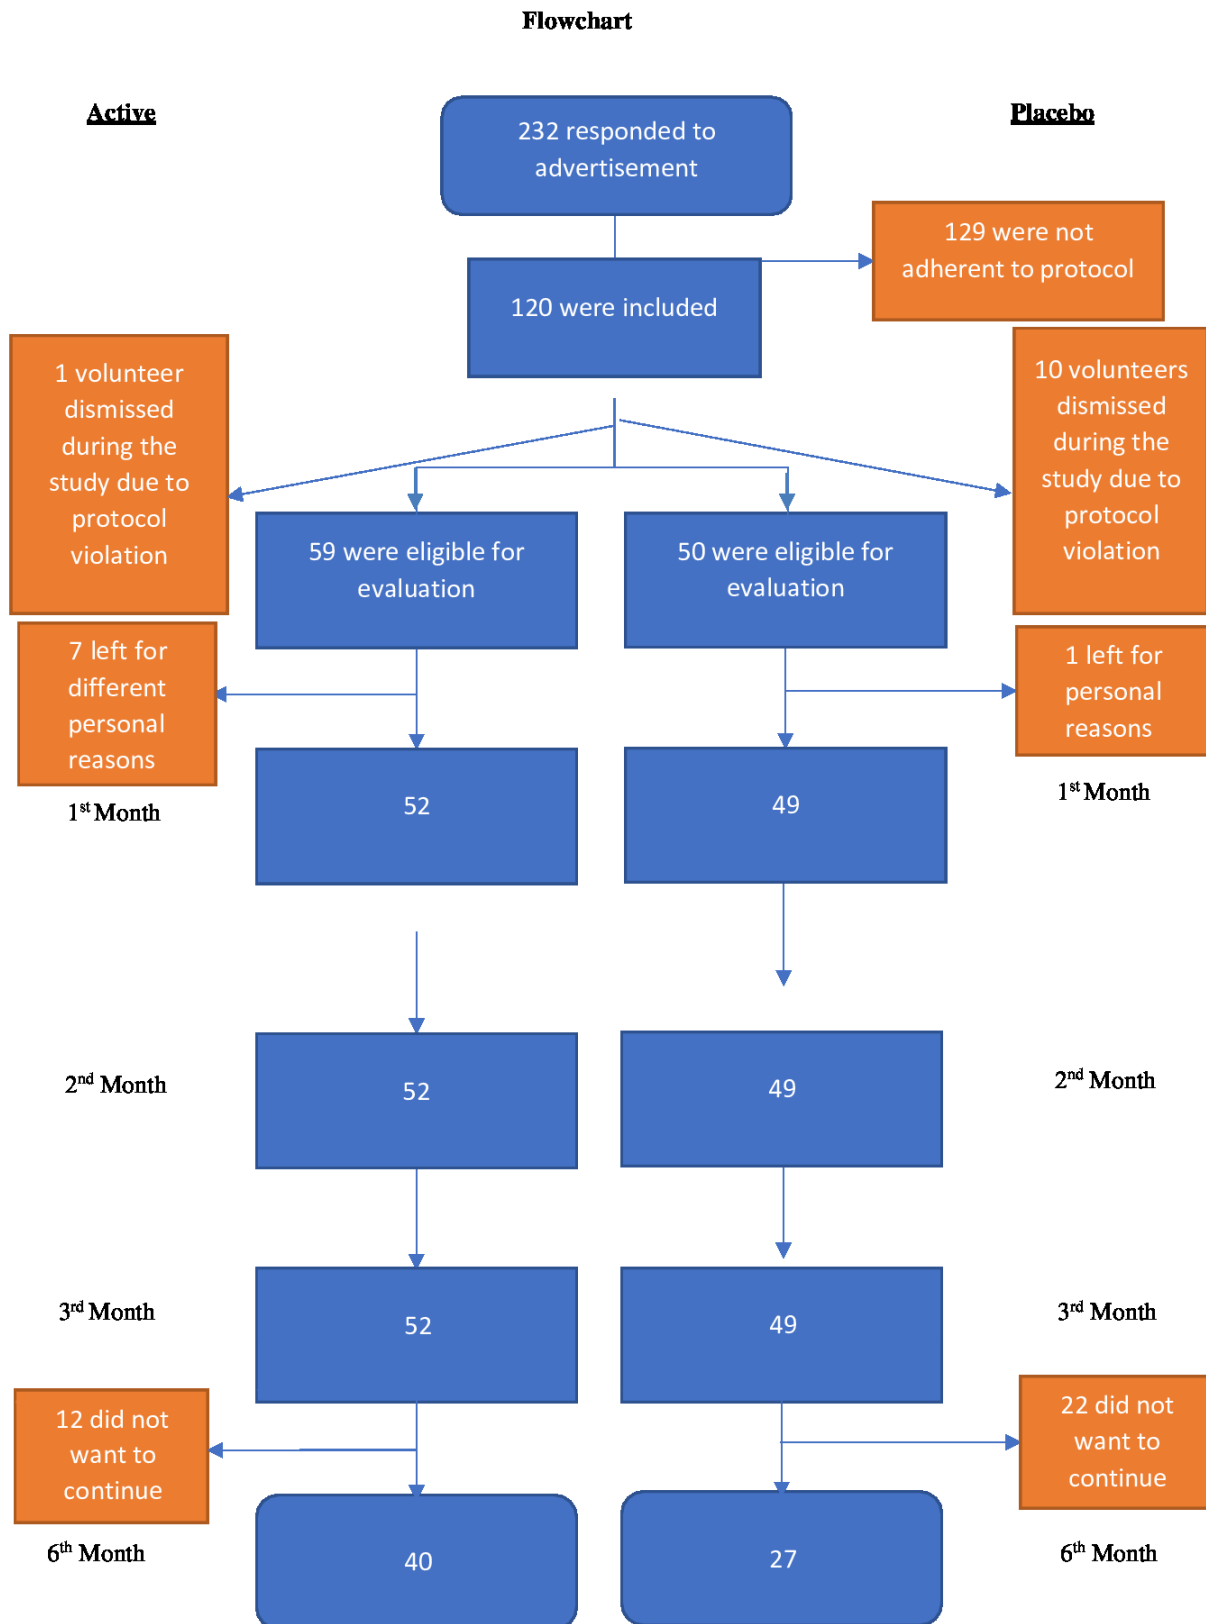 Flowchart
Active
Placebo
232 responded to
advertisement
129 were not
adherent to protocol
120 were included
1 volunteer
dismissed
during the
study due to
protocol
violation
10 volunteers
dismissed
during the
study due to
protocol
violation
59 were eligible for
evaluation
50 were eligible for
evaluation
7 left for
different
personal
reasons
1 left for
personal
reasons
1st Month
52
49
1st Month
2nd Month
52
49
2nd Month
3rd Month
52
49
3rd Month
12 did not
want to
continue
22 did not
want to
continue
6th Month
40
27
6th Month